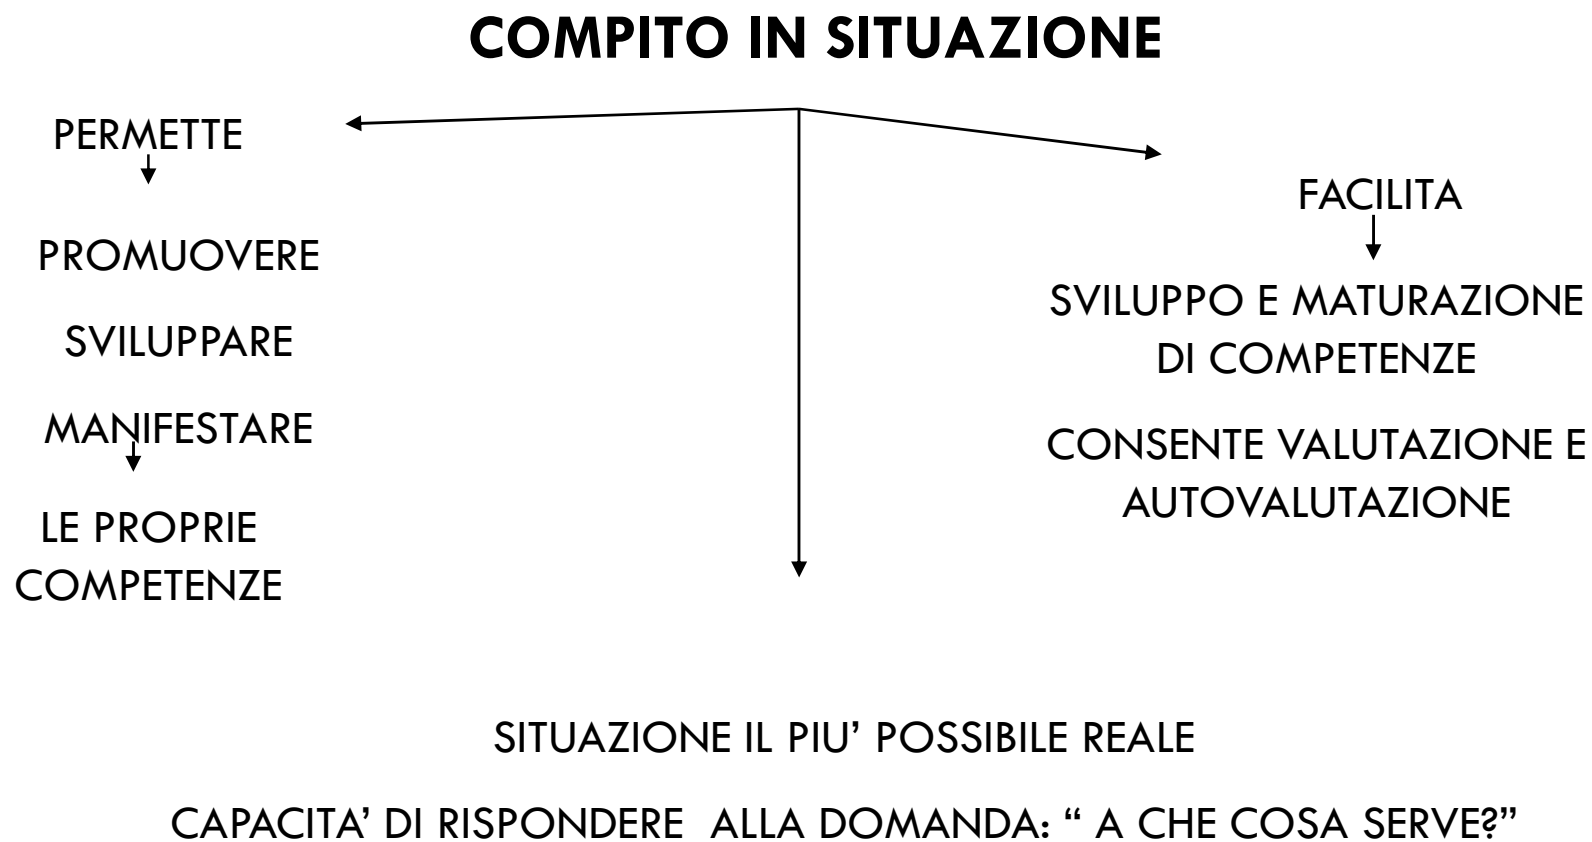 COMPITO IN SITUAZIONE
PERMETTE
PROMUOVERE
SVILUPPARE
MANIFESTARE
LE PROPRIE
COMPETENZE
FACILITA
SVILUPPO E MATURAZIONE
DI COMPETENZE
CONSENTE VALUTAZIONE E
AUTOVALUTAZIONE
SITUAZIONE IL PIU’ POSSIBILE REALE
CAPACITA’ DI RISPONDERE ALLA DOMANDA: “ A CHE COSA SERVE?”